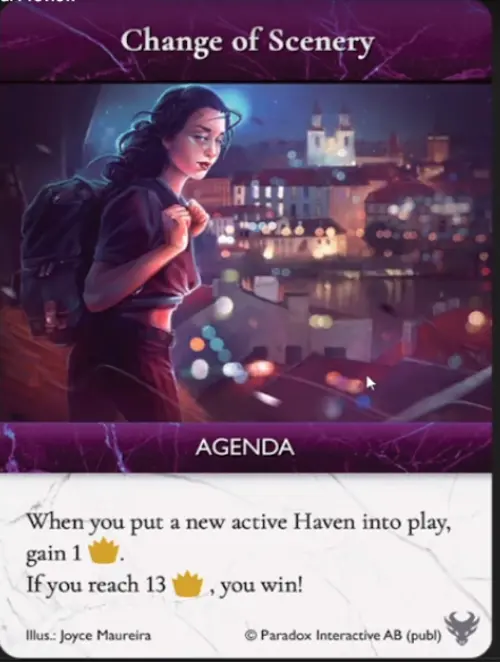 Change of Scenery
AGENDA
When you put a new active Haven into play,
gain 1 .
If you reach 13 , you win!
Illus.: Joyce Maureira © Paradox Interactive AB (publ)